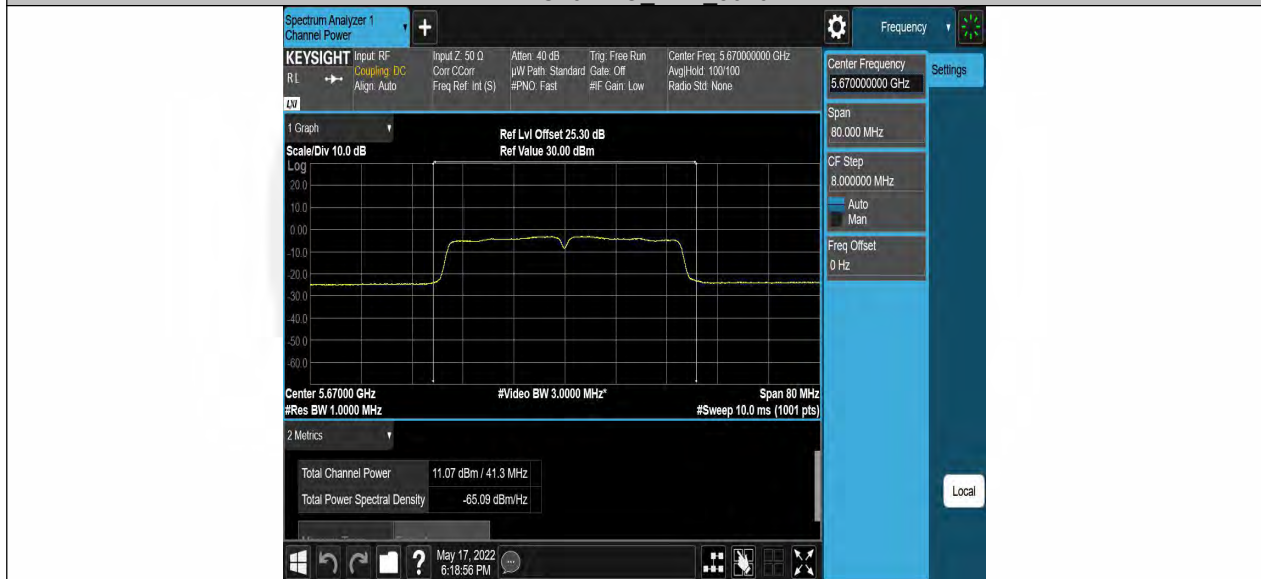 Spectrum Analyzer 1
Channel Power
+
Frequency
KEYSIGHT
RL
LXI
Input: RF
Coupling: DC
Align: Auto
Input Z: 50 Ω
Corr CCorr
Freq Ref: Int (S)
Atten: 40 dB
µW Path: Standard
#PNO: Fast
Trig: Free Run
Gate: Off
#IF Gain: Low
Center Freq: 5.670000000 GHz
Avg|Hold: 100/100
Radio Std: None
Center Frequency
5.670000000 GHz
Settings
Span
80.000 MHz
CF Step
8.000000 MHz
Auto
Man
Freq Offset
0 Hz
Local
1 Graph
Scale/Div 10.0 dB
Ref Lvl Offset 25.30 dB
Ref Value 30.00 dBm
Log
20.0
10.0
0.00
-10.0
-20.0
-30.0
-40.0
-50.0
-60.0
Center 5.67000 GHz
#Video BW 3.0000 MHz*
Span 80 MHz
#Res BW 1.0000 MHz
#Sweep 10.0 ms (1001 pts)
2 Metrics
Total Channel Power 11.07 dBm / 41.3 MHz
Total Power Spectral Density -65.09 dBm/Hz
?
May 17, 2022
6:18:56 PM